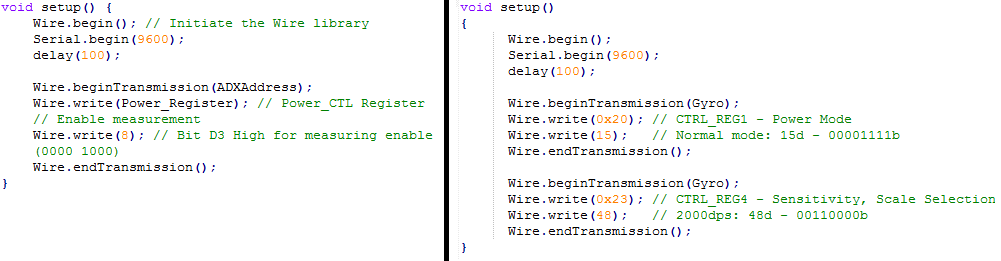 void setup() {
    Wire.begin(); // Initiate the Wire library
    Serial.begin(9600);
    delay(100);

    Wire.beginTransmission(ADXAddress);
    Wire.write(Power_Register); // Power_CTL Register
    // Enable measurement
    Wire.write(8); // Bit D3 High for measuring enable
    (0000 1000)
    Wire.endTransmission();
}

void setup()
{
    Wire.begin();
    Serial.begin(9600);
    delay(100);

    Wire.beginTransmission(Gyro);
    Wire.write(0x20); // CTRL_REG1 - Power Mode
    Wire.write(15);   // Normal mode: 15d - 00001111b
    Wire.endTransmission();

    Wire.beginTransmission(Gyro);
    Wire.write(0x23); // CTRL_REG4 - Sensitivity, Scale Selection
    Wire.write(48);   // 2000dps: 48d - 00110000b
    Wire.endTransmission();
}